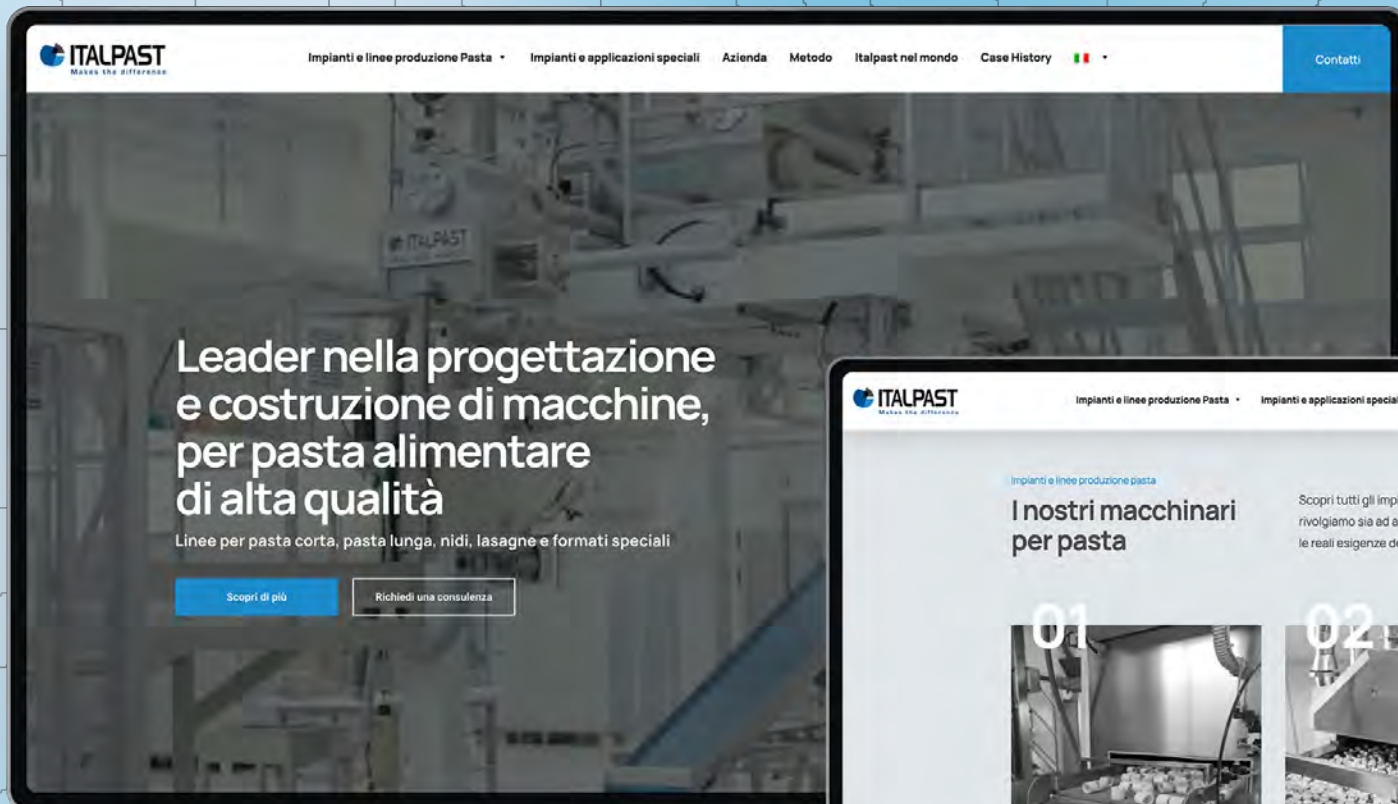 ITALPAST
Makes the difference
Impianti e linee produzione Pasta
Impianti e applicazioni speciali
Azienda
Metodo
Italpast nel mondo
Case History
Contatti
ITALPAST
Leader nella progettazione
e costruzione di macchine,
per pasta alimentare
di alta qualità
Linee per pasta corta, pasta lunga, nidi, lasagne e formati speciali
Scopri di più
Richiedi una consulenza
ITALPAST
Makes the difference
Impianti e linee produzione Pasta
Impianti e applicazioni special
Impianti e linee produzione pasta
I nostri macchinari
per pasta
Scopri tutti gli imp
rivolgiamo sia ad a
le reali esigenze de
01
02